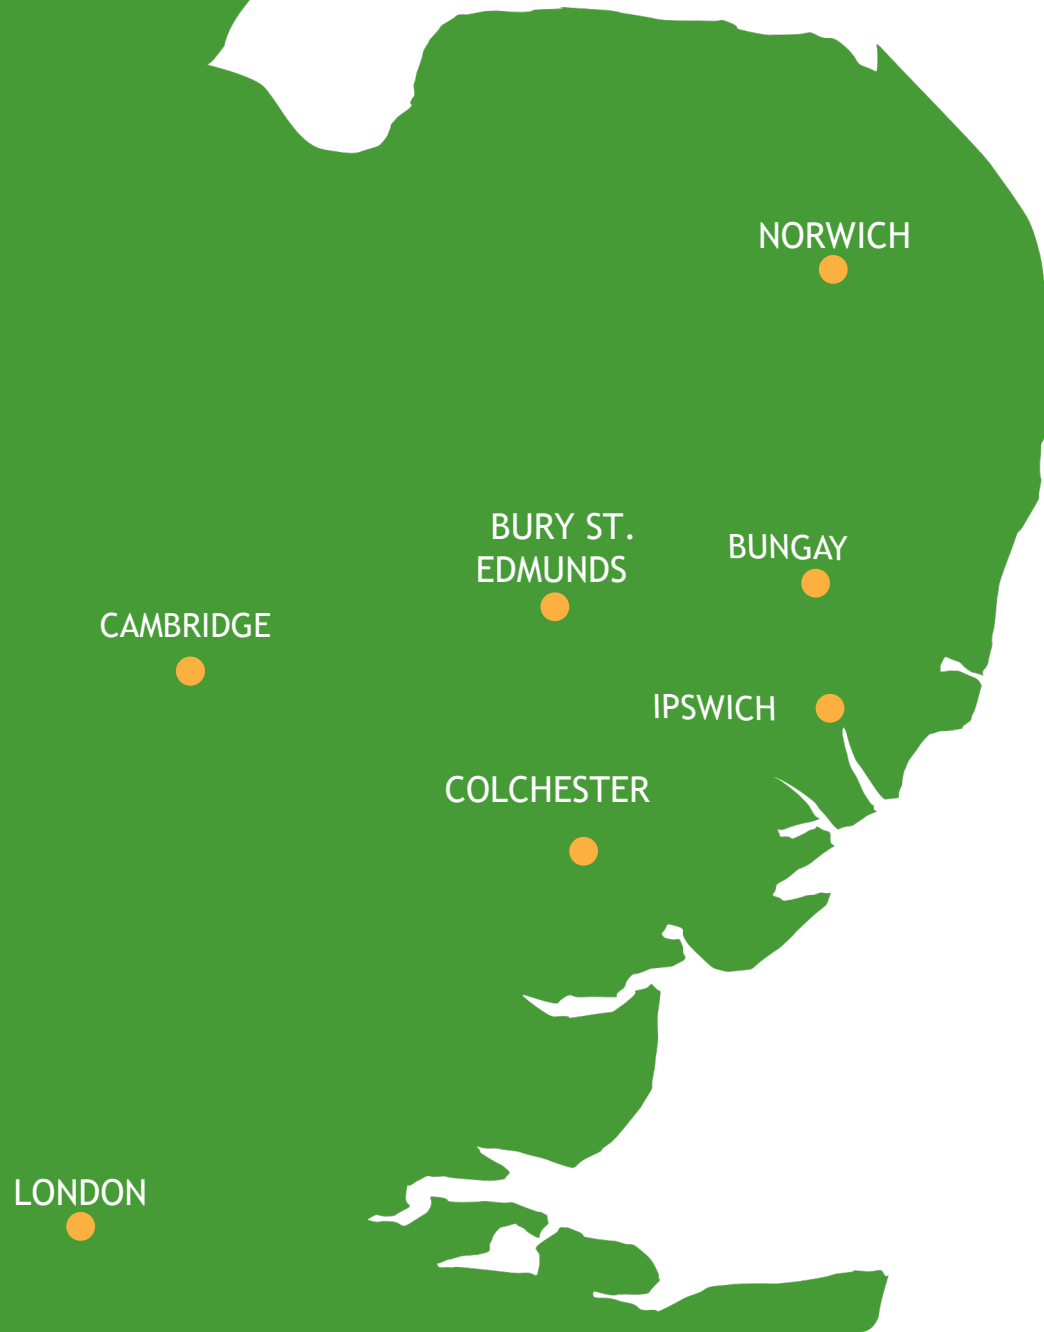 NORWICH
BURY ST.
EDMUNDS
BUNGAY
CAMBRIDGE
IPSWICH
COLCHESTER
LONDON